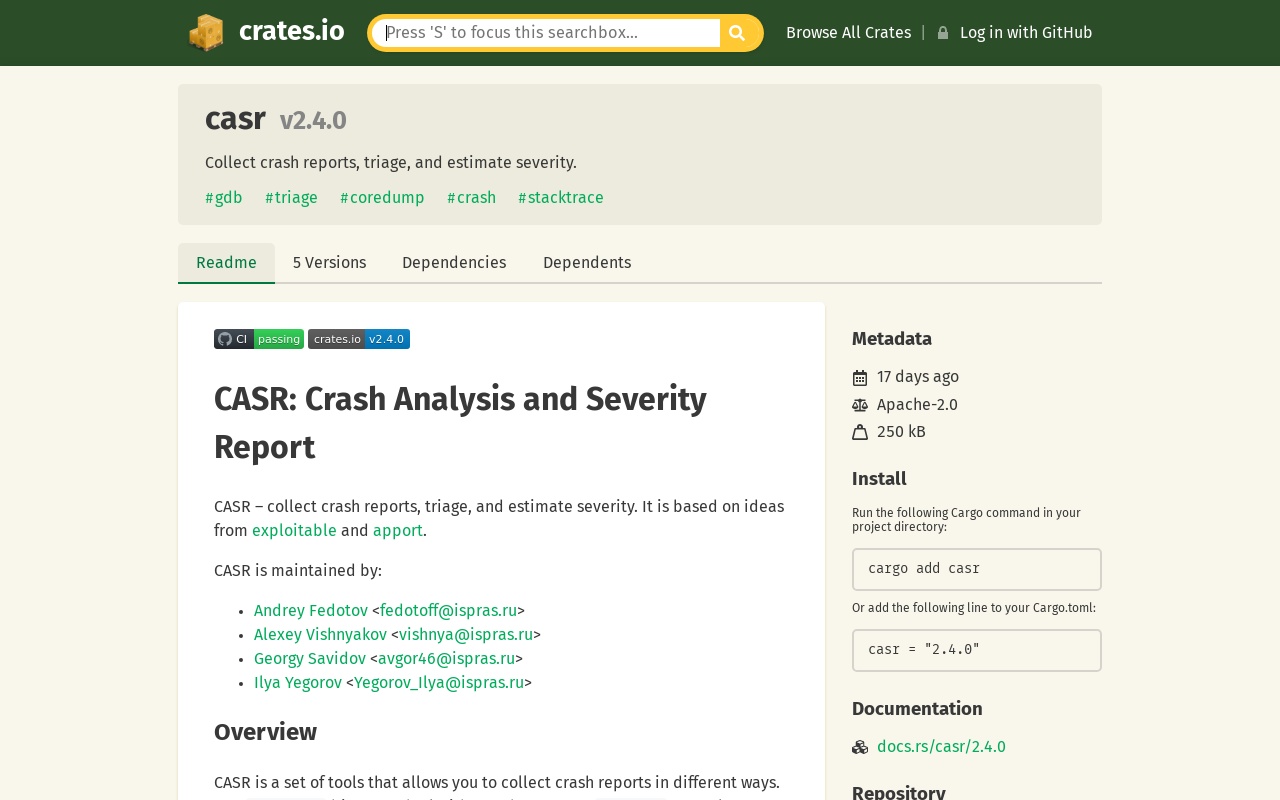 crates.io
Press 'S' to focus this searchbox...
Browse All Crates | Log in with GitHub
casr v2.4.0
Collect crash reports, triage, and estimate severity.
#gdb #triage #coredump #crash #stacktrace
Readme 5 Versions Dependencies Dependents
CI passing crates.io v2.4.0
CASR: Crash Analysis and Severity
Report
CASR – collect crash reports, triage, and estimate severity. It is based on ideas
from exploitable and apport.
CASR is maintained by:
• Andrey Fedotov <fedotoff@ispras.ru>
• Alexey Vishnyakov <vishnya@ispras.ru>
• Georgy Savidov <avgor46@ispras.ru>
• Ilya Yegorov <Yegorov_Ilya@ispras.ru>
Overview
CASR is a set of tools that allows you to collect crash reports in different ways.
Metadata
17 days ago
Apache-2.0
250 kB
Install
Run the following Cargo command in your
project directory:
cargo add casr
Or add the following line to your Cargo.toml:
casr = "2.4.0"
Documentation
docs.rs/casr/2.4.0
Repository